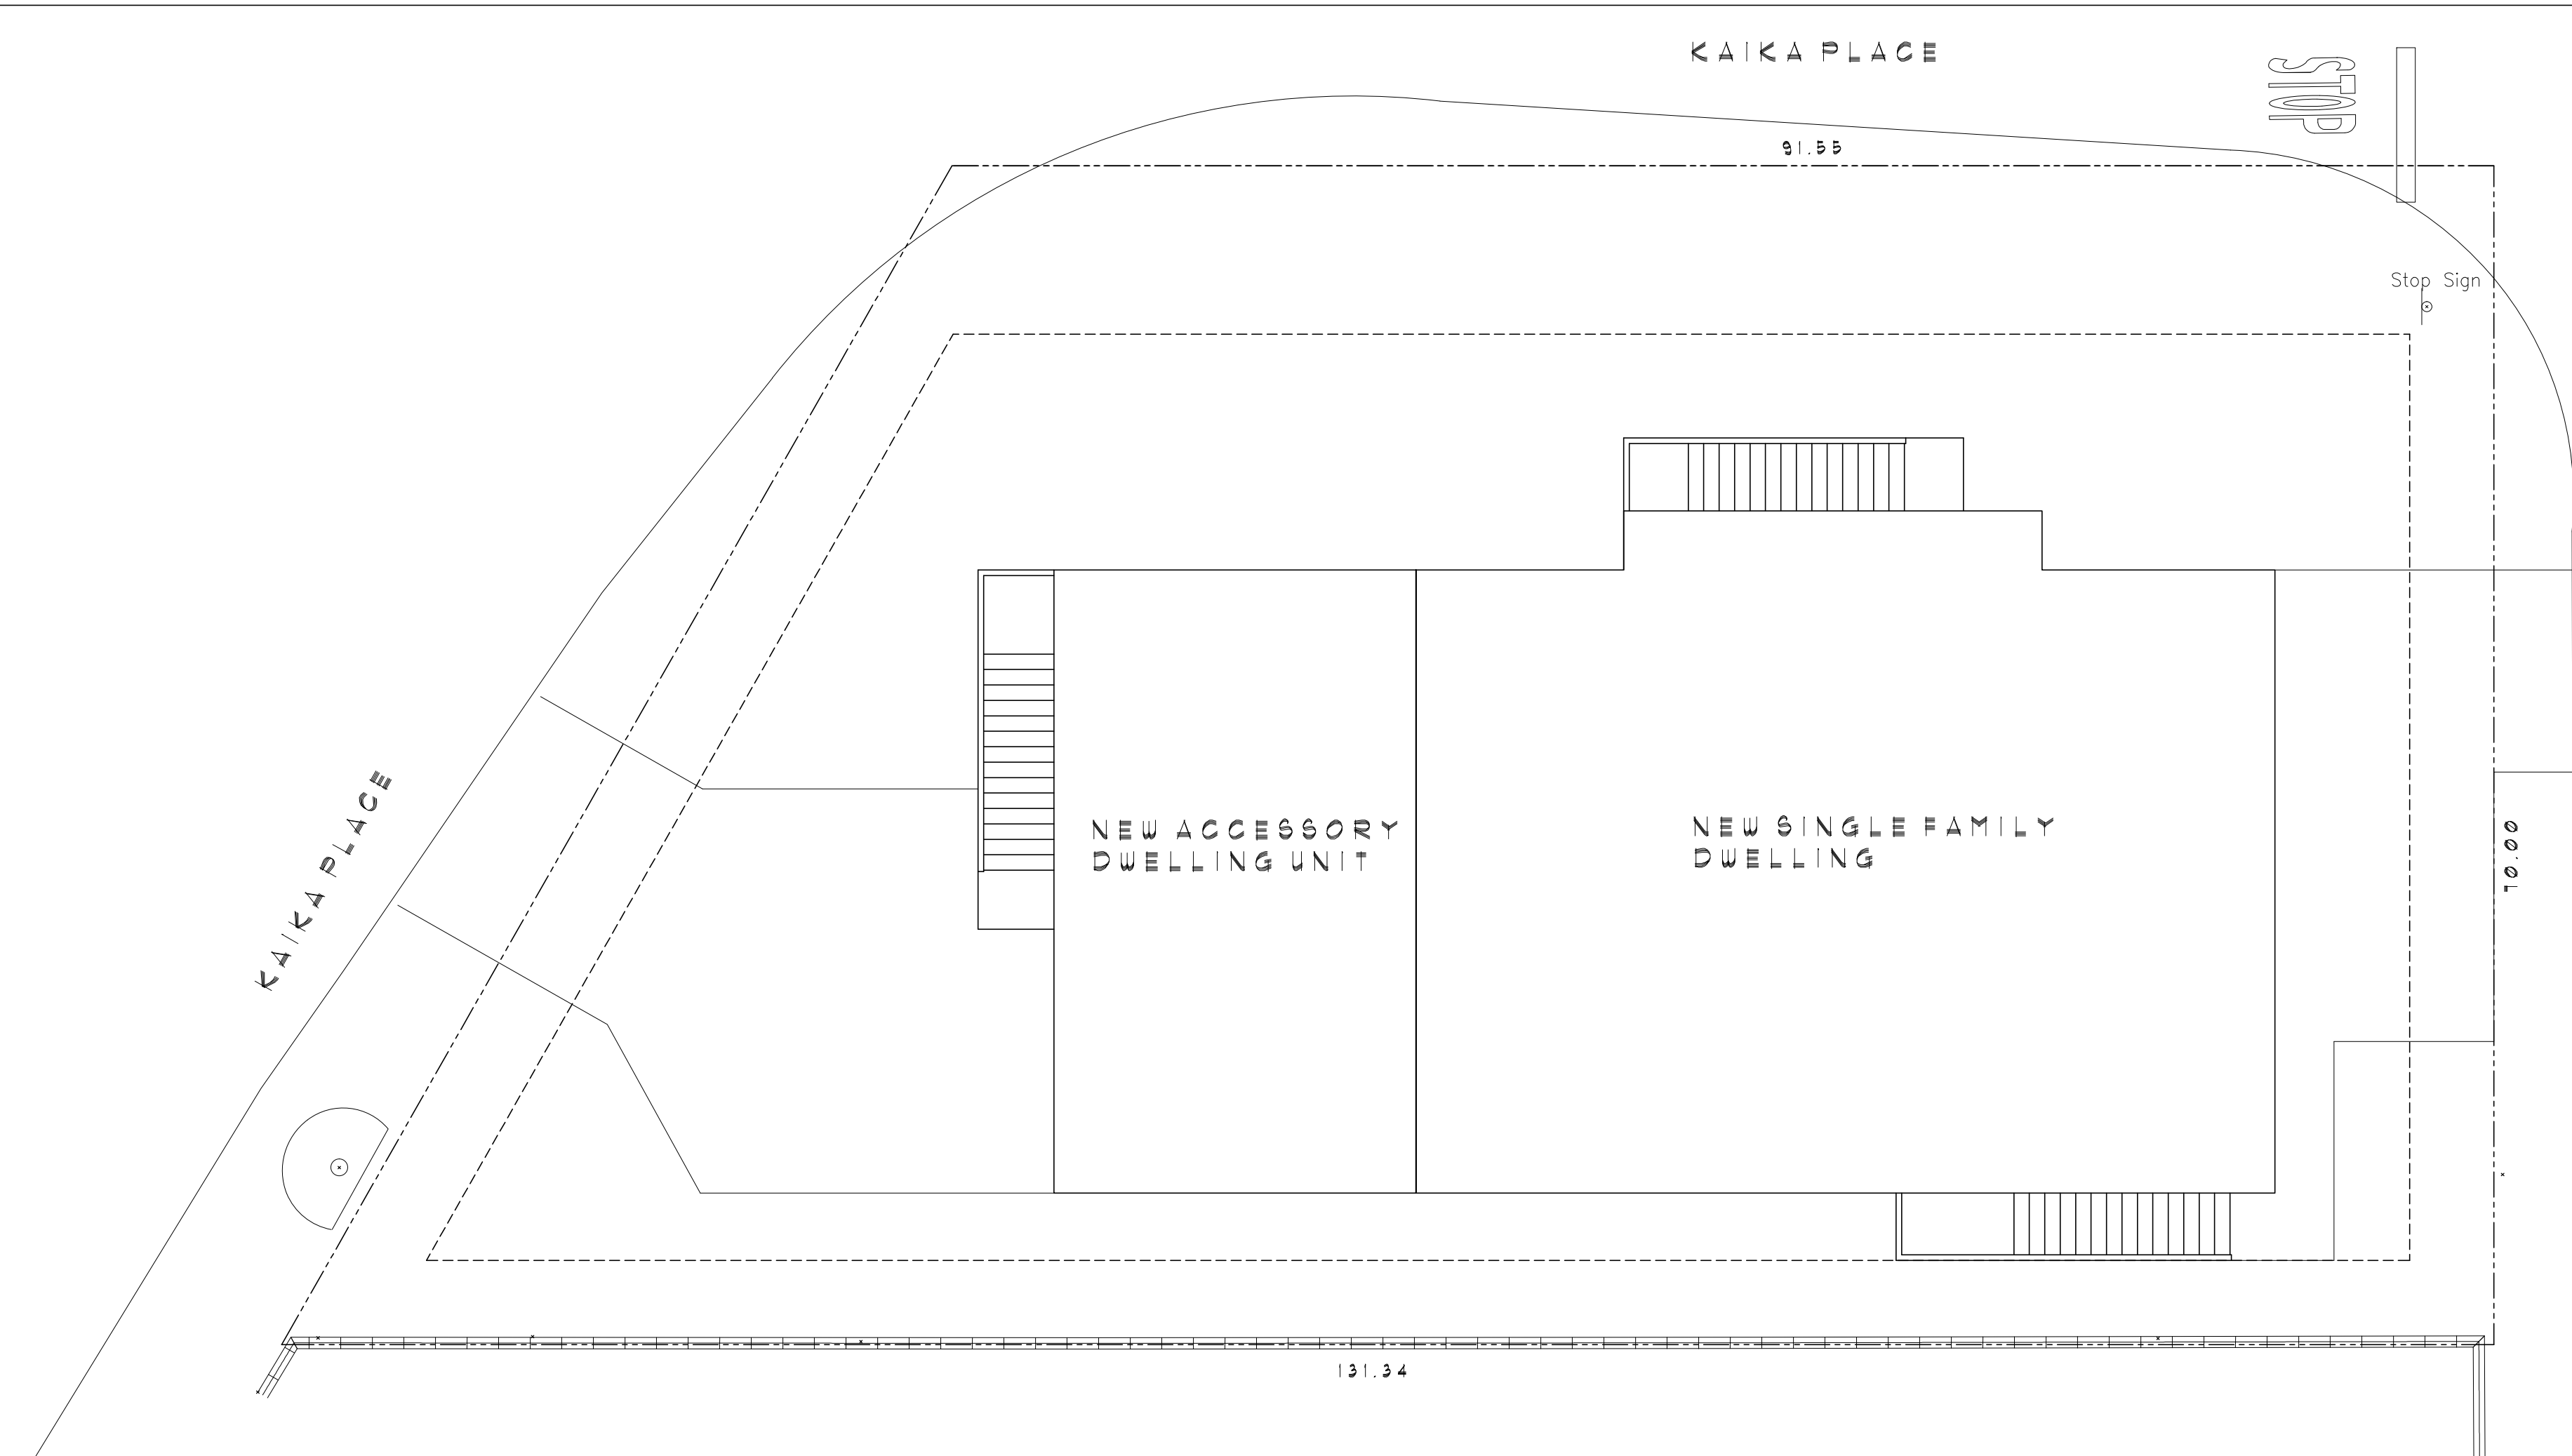 KAIKA PLACE
STOP
91.55
Stop Sign
KAIKA PLACE
NEW ACCESSORY
DWELLING UNIT
NEW SINGLE FAMILY
DWELLING
70.00
131.34